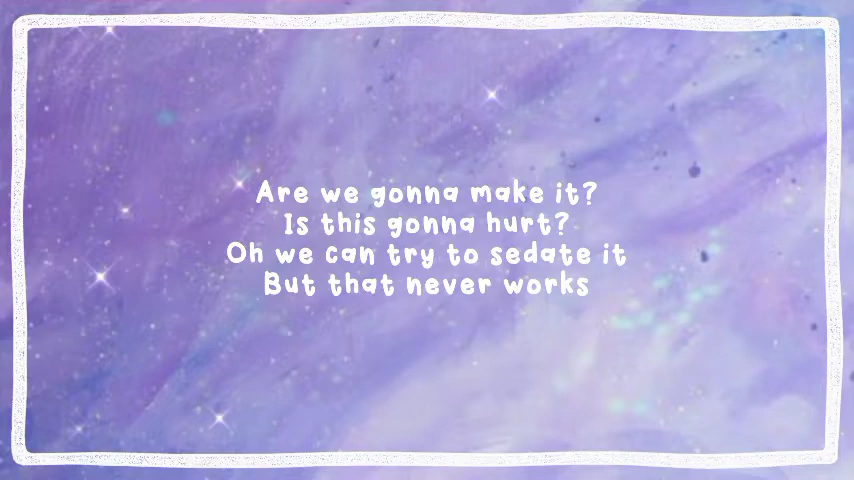 Are we gonna make it?
Is this gonna hurt?
Oh we can try to sedate it
But that never works